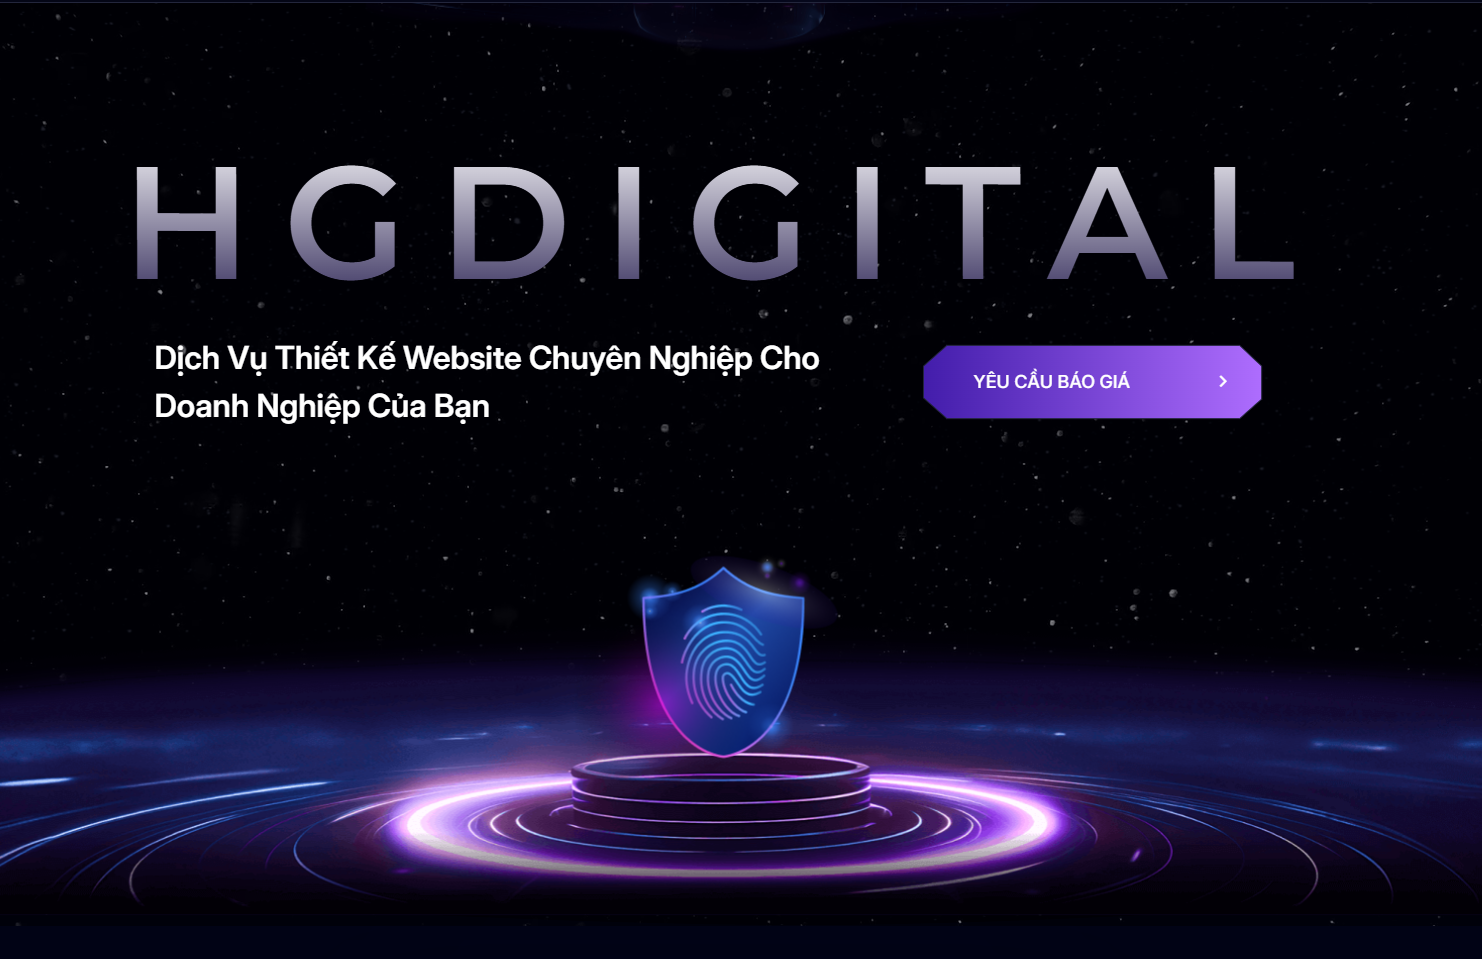 HGDIGITAL
Dịch Vụ Thiết Kế Website Chuyên Nghiệp Cho
Doanh Nghiệp Của Bạn
YÊU CẦU BÁO GIÁ